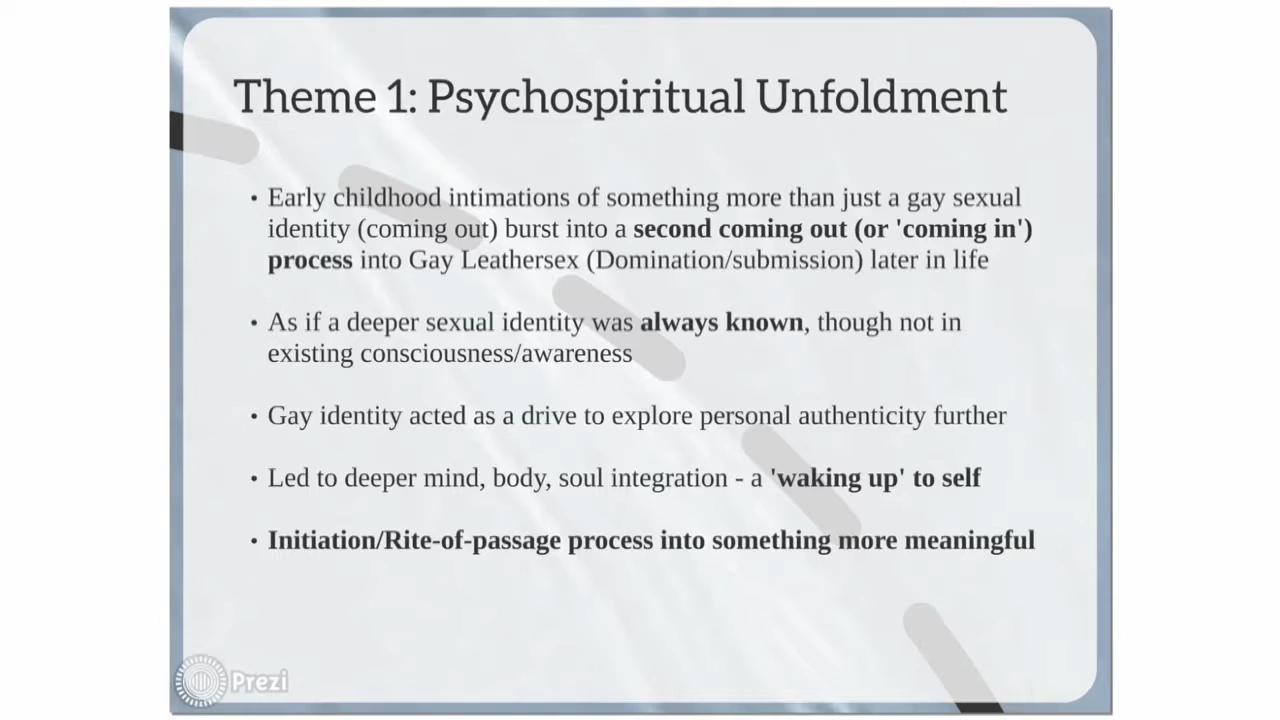 Theme 1: Psychospiritual Unfoldment
• Early childhood intimations of something more than just a gay sexual
identity (coming out) burst into a second coming out (or 'coming in')
process into Gay Leathersex (Domination/submission) later in life
• As if a deeper sexual identity was always known, though not in
existing consciousness/awareness
• Gay identity acted as a drive to explore personal authenticity further
• Led to deeper mind, body, soul integration - a 'waking up' to self
• Initiation/Rite-of-passage process into something more meaningful
Prezi